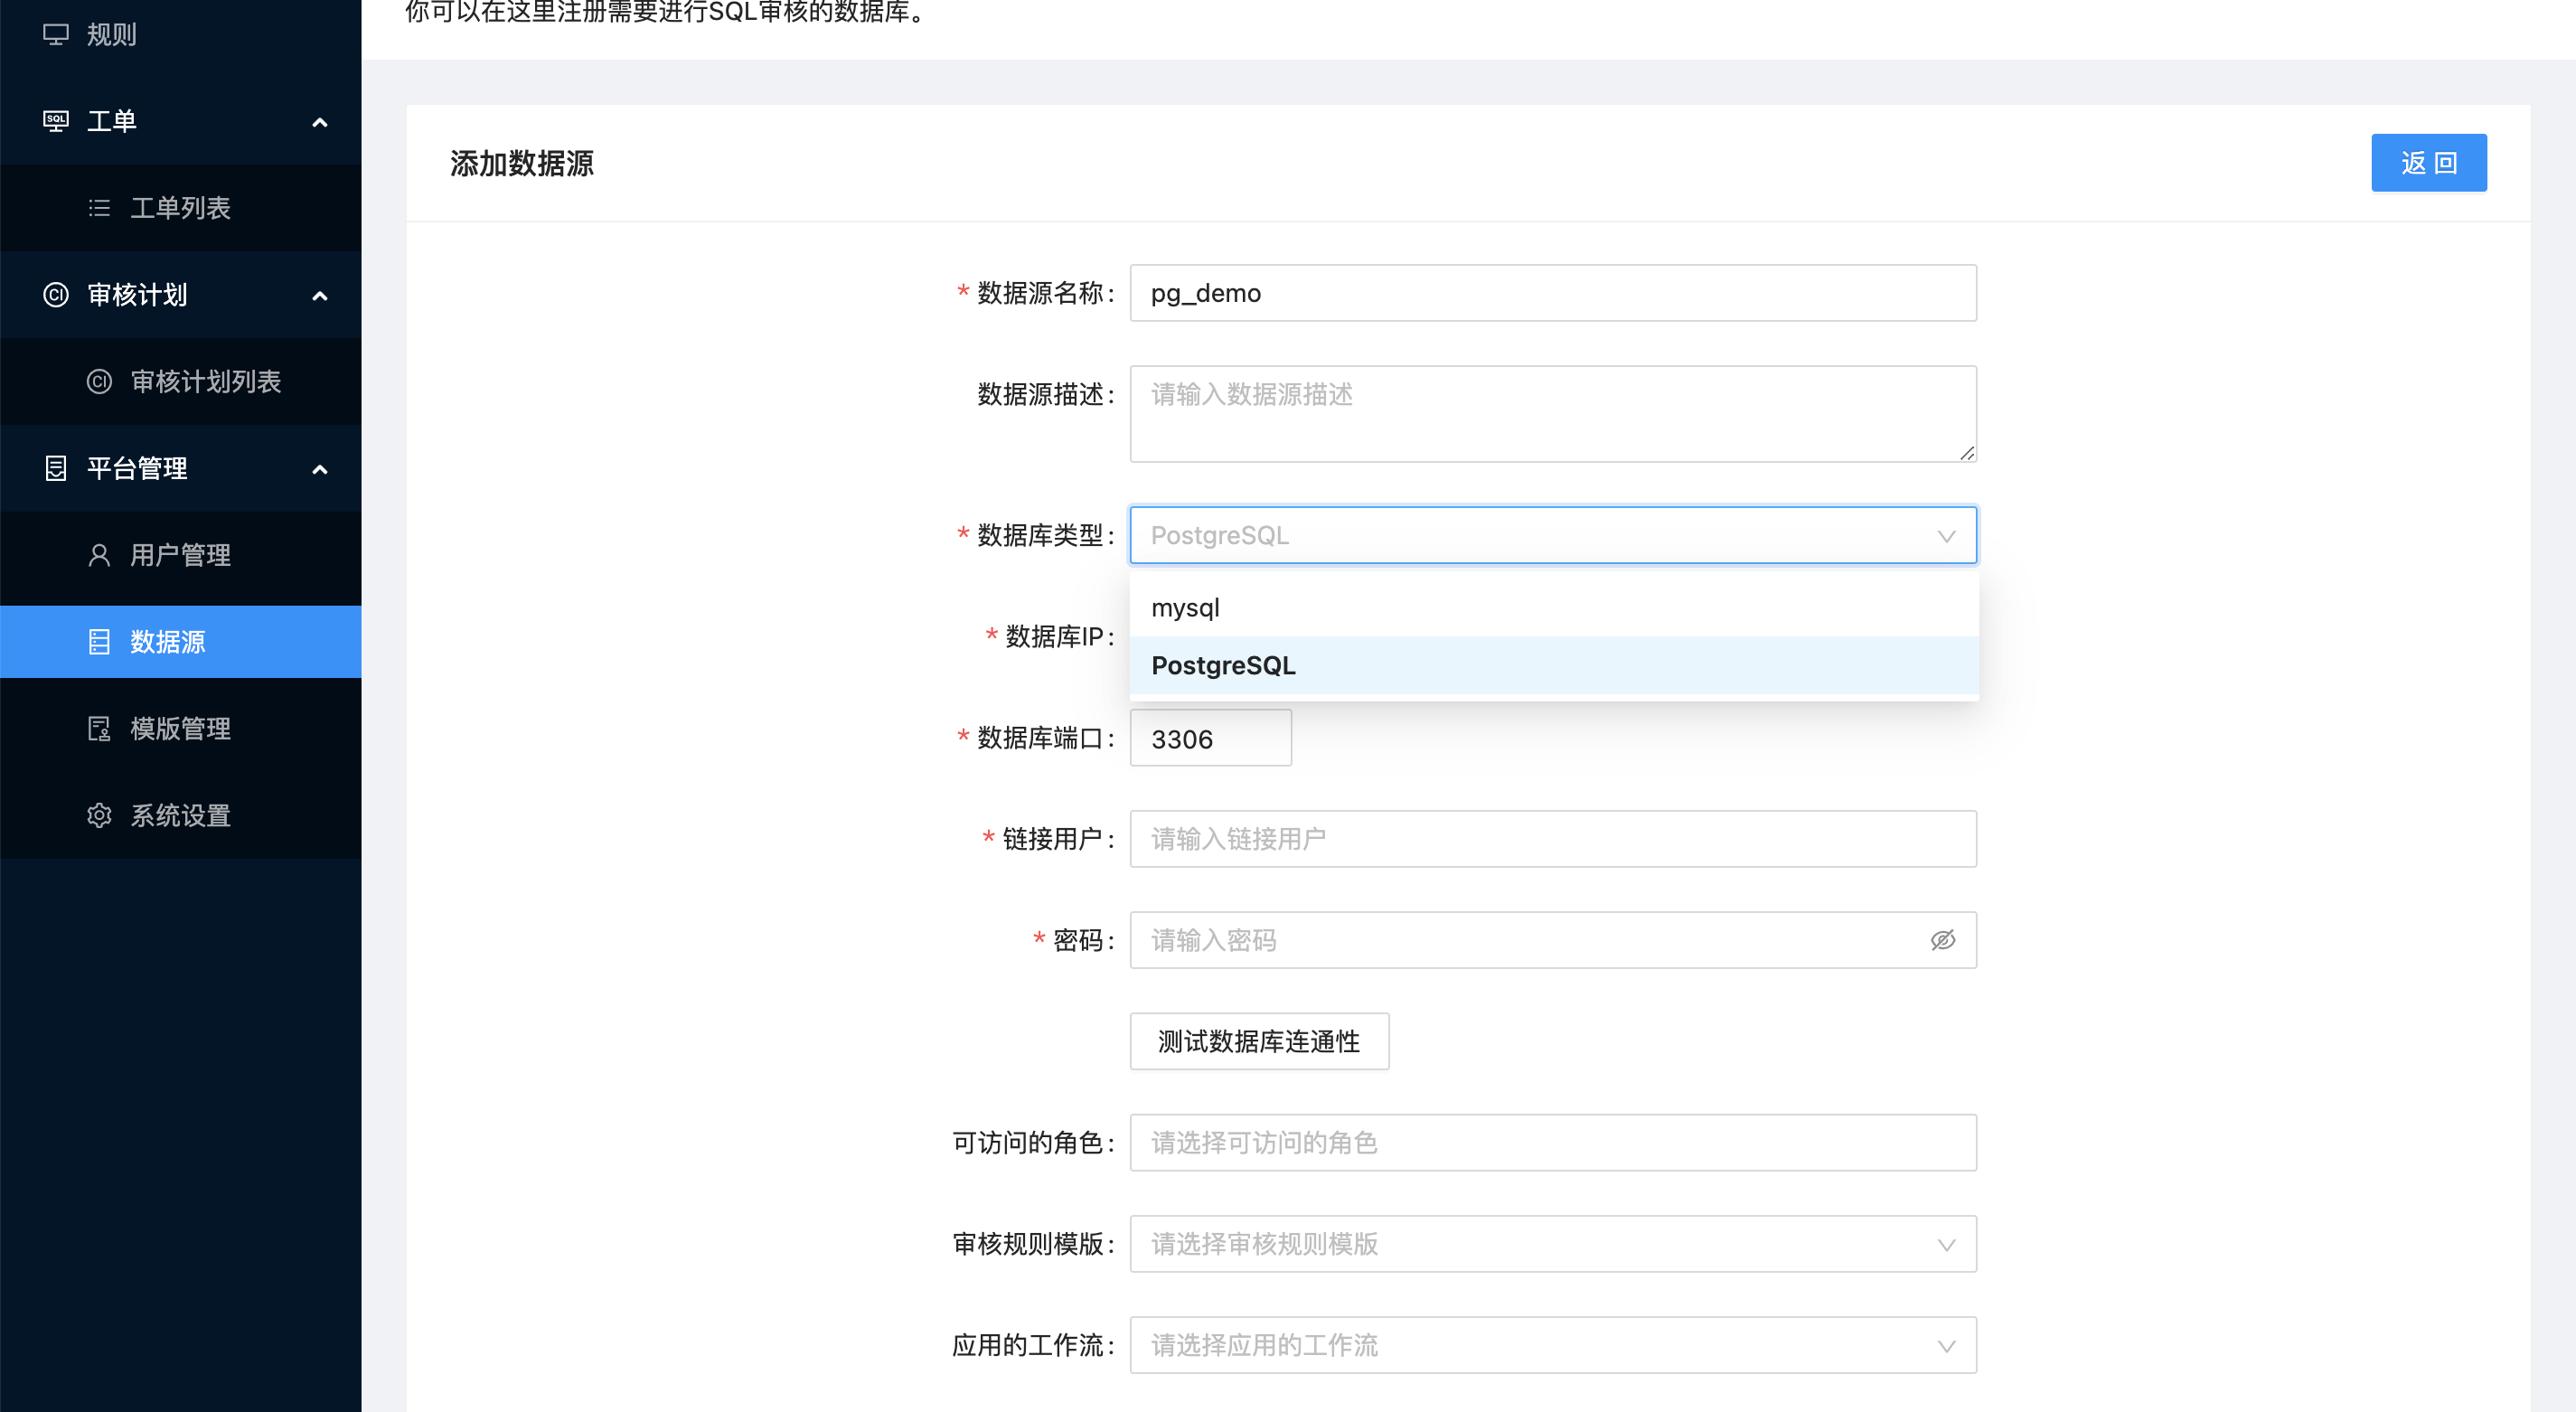 你可以在这里注册需要进行SQL审核的数据库。
规则
SQL 工单
工单列表
CI 审核计划
CI 审核计划列表
平台管理
用户管理
数据源
模版管理
系统设置
添加数据源
返 回
* 数据源名称: pg_demo
数据源描述: 请输入数据源描述
* 数据库类型: PostgreSQL
mysql
* 数据库IP:
PostgreSQL
* 数据库端口: 3306
* 链接用户: 请输入链接用户
* 密码: 请输入密码
测试数据库连通性
可访问的角色: 请选择可访问的角色
审核规则模版: 请选择审核规则模版
应用的工作流: 请选择应用的工作流